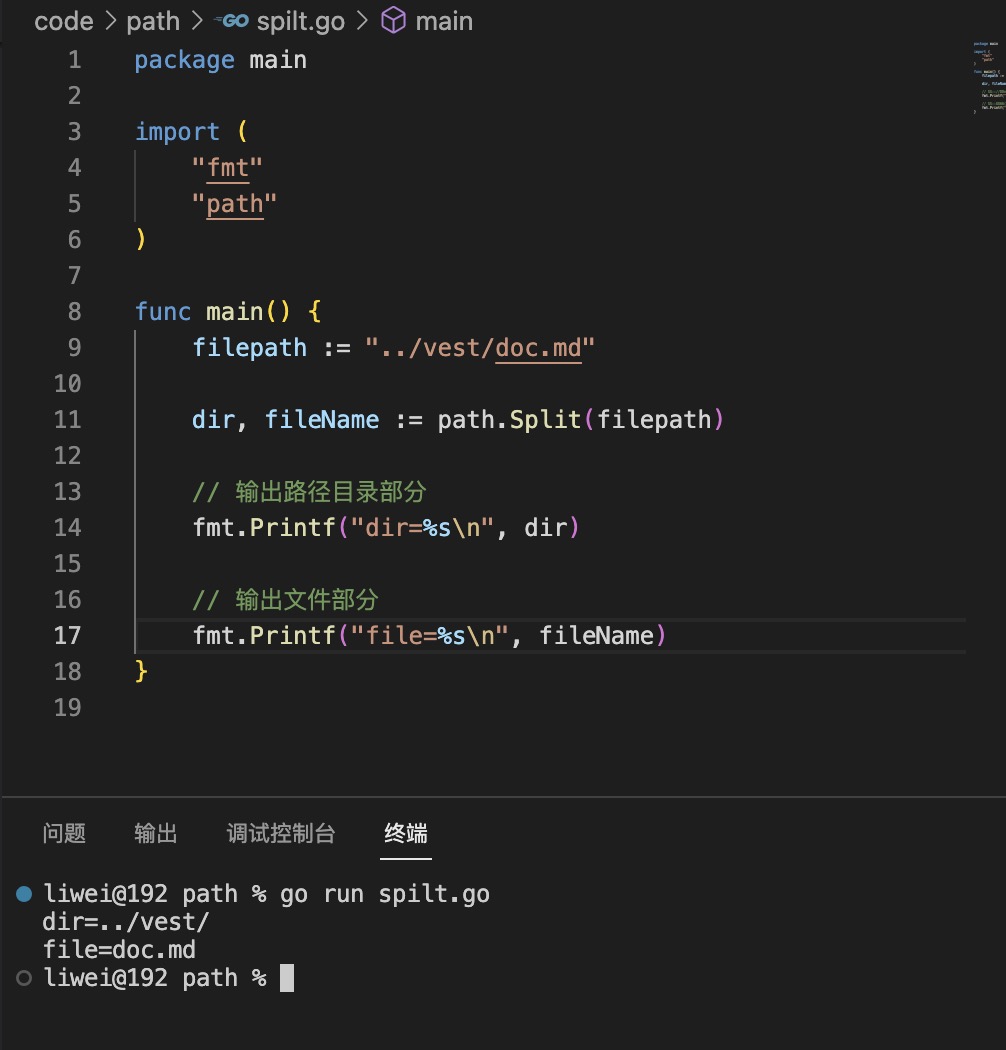 code > path > GO spilt.go > main
1 package main
2
3 import (
4     "fmt"
5     "path"
6 )
7
8 func main() {
9     filepath := "../vest/doc.md"
10
11     dir, fileName := path.Split(filepath)
12
13     // 输出路径目录部分
14     fmt.Printf("dir=%s\n", dir)
15
16     // 输出文件部分
17     fmt.Printf("file=%s\n", fileName)
18 }
19
问题 输出 调试控制台 终端
liwei@192 path % go run spilt.go
dir=../vest/
file=doc.md
liwei@192 path %